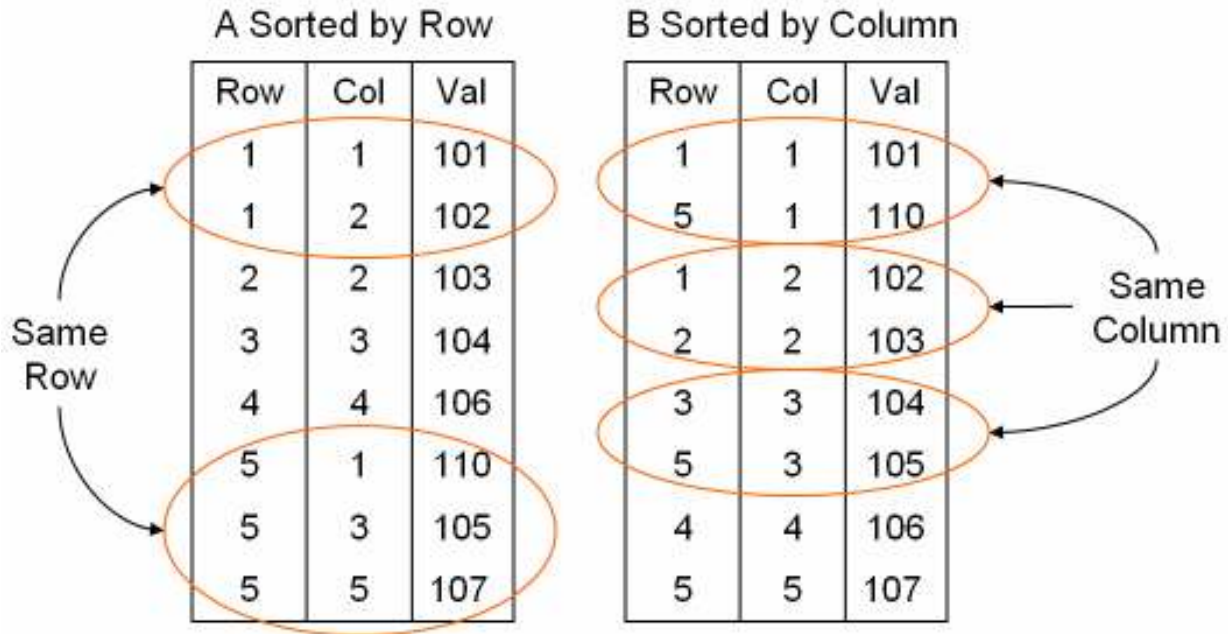 A Sorted by Row
Row Col Val
1 1 101
1 2 102
2 2 103
3 3 104
4 4 106
5 1 110
5 3 105
5 5 107
Same
Row
B Sorted by Column
Row Col Val
1 1 101
5 1 110
1 2 102
2 2 103
3 3 104
5 3 105
4 4 106
5 5 107
Same
Column